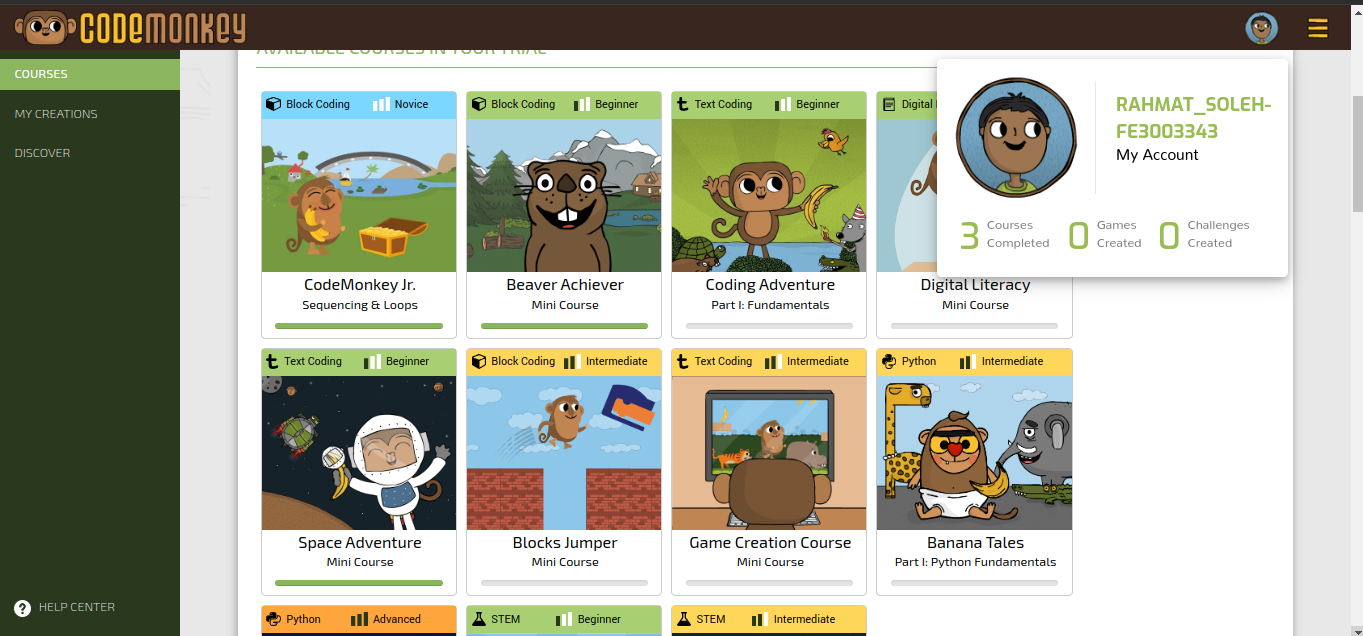 CODEMONKEY
AVAILABLE COURSES IN YOUR TRIAL
COURSES
MY CREATIONS
DISCOVER
HELP CENTER
RAHMAT_SOLEH-
FE3003343
My Account
3 Courses Completed
0 Games Created
0 Challenges Created
Block Coding Novice
CodeMonkey Jr.
Sequencing & Loops
Block Coding Beginner
Beaver Achiever
Mini Course
t Text Coding Beginner
Coding Adventure
Part I: Fundamentals
Digital
Digital Literacy
Mini Course
t Text Coding Beginner
Space Adventure
Mini Course
Block Coding Intermediate
Blocks Jumper
Mini Course
t Text Coding Intermediate
Game Creation Course
Mini Course
Python Intermediate
Banana Tales
Part I: Python Fundamentals
Python Advanced
STEM Beginner
STEM Intermediate